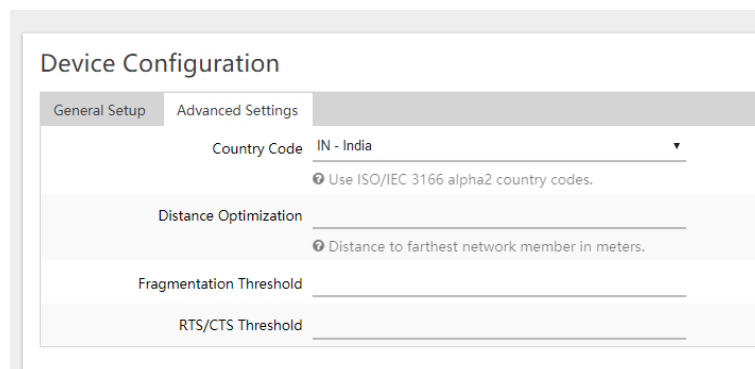 Device Configuration
General Setup Advanced Settings
Country Code IN - India
Use ISO/IEC 3166 alpha2 country codes.
Distance Optimization
Distance to farthest network member in meters.
Fragmentation Threshold
RTS/CTS Threshold